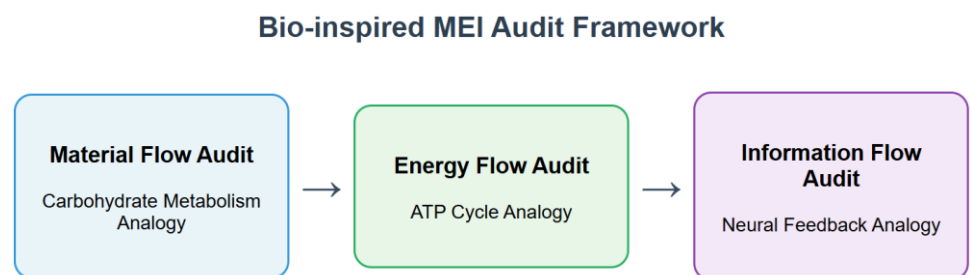 Bio-inspired MEI Audit Framework
Material Flow Audit
Carbohydrate Metabolism
Analogy
Energy Flow Audit
ATP Cycle Analogy
Information Flow
Audit
Neural Feedback Analogy